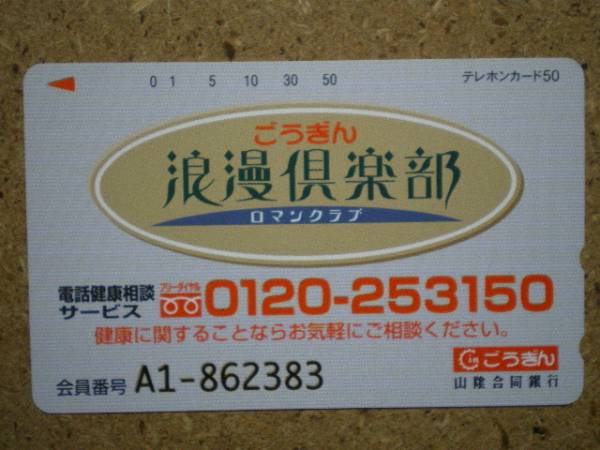 0 1 5 10 30 50 テレホンカード50
ごうぎん
浪漫倶楽部
ロマンクラブ
電話健康相談
サービス
フリーダイヤル 0120-253150
健康に関することならお気軽にご相談ください。
ごうぎん
会員番号 A1-862383
山陰合同銀行